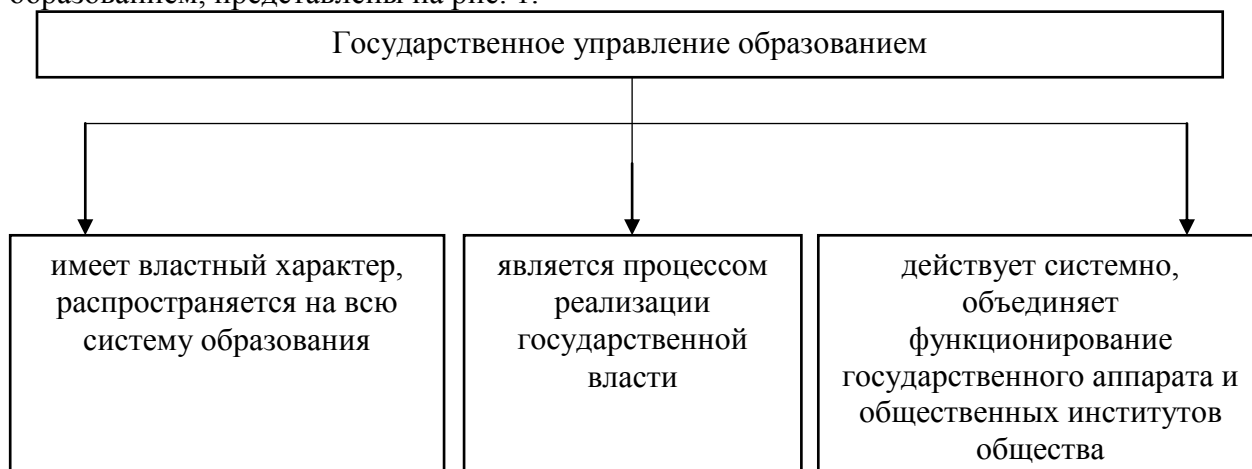 образованием, представлены на рис. 1.
Государственное управление образованием
имеет властный характер,
распространяется на всю
систему образования
является процессом
реализации
государственной
власти
действует системно,
объединяет
функционирование
государственного аппарата и
общественных институтов
общества